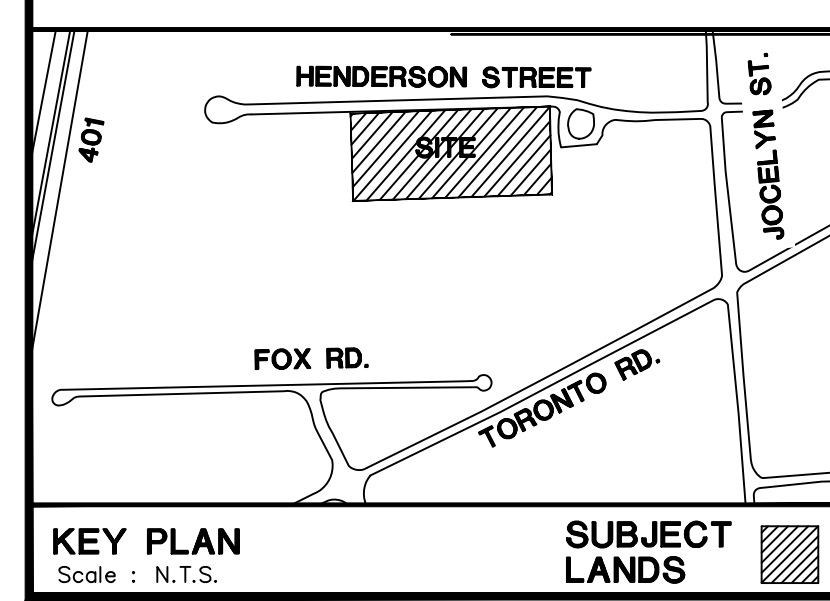 HENDERSON STREET
JOCELYN ST.
401
SITE
FOX RD.
TORONTO RD.
KEY PLAN
Scale : N.T.S.
SUBJECT
LANDS